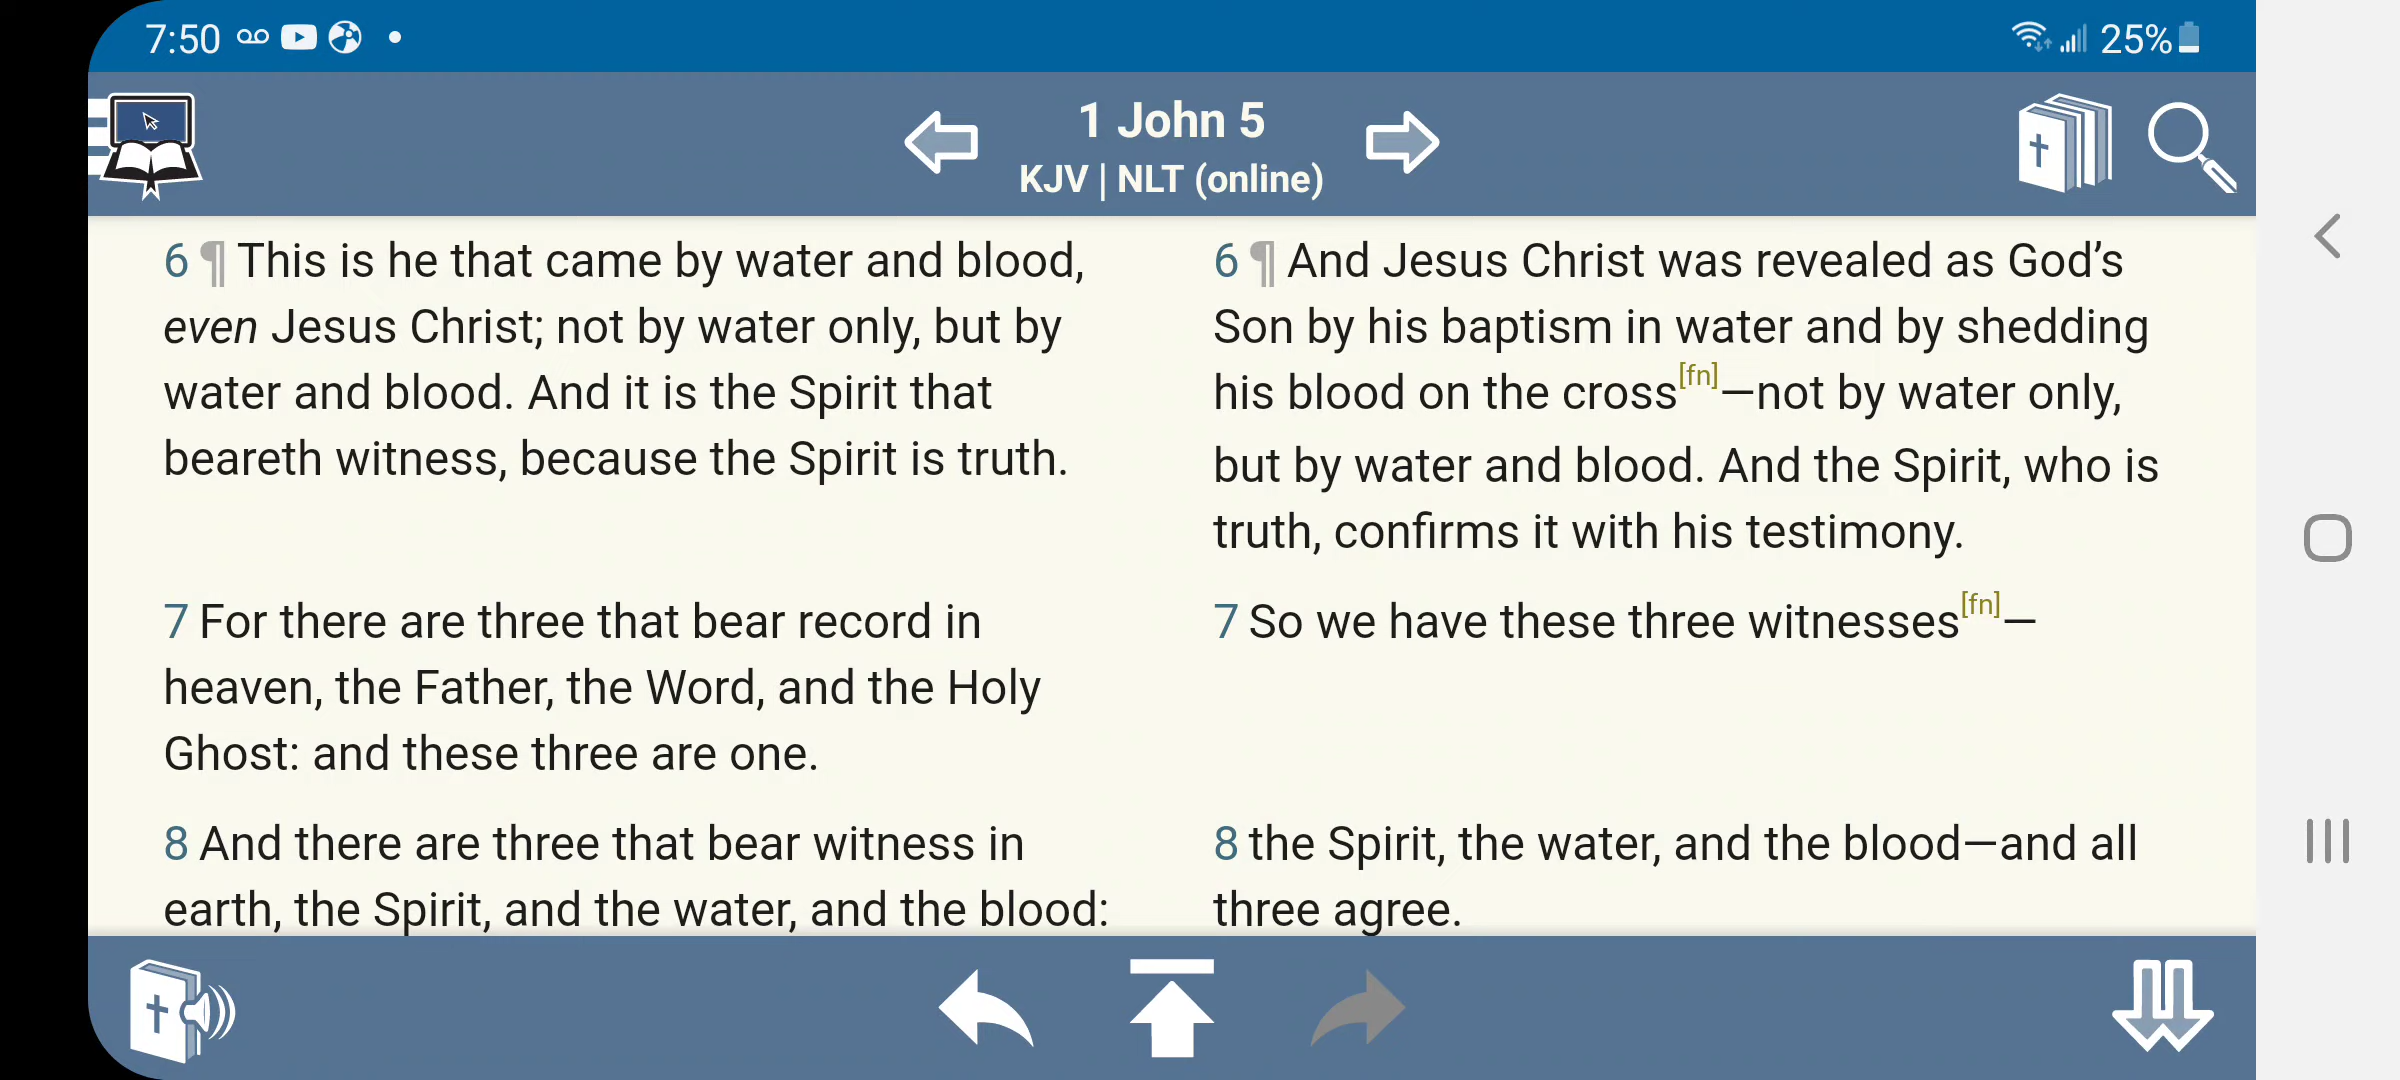 7:50
25%
1 John 5
KJV | NLT (online)
6 ¶ This is he that came by water and blood,
even Jesus Christ; not by water only, but by
water and blood. And it is the Spirit that
beareth witness, because the Spirit is truth.
7 For there are three that bear record in
heaven, the Father, the Word, and the Holy
Ghost: and these three are one.
8 And there are three that bear witness in
earth, the Spirit, and the water, and the blood:
6 ¶ And Jesus Christ was revealed as God’s
Son by his baptism in water and by shedding
his blood on the cross[fn]—not by water only,
but by water and blood. And the Spirit, who is
truth, confirms it with his testimony.
7 So we have these three witnesses[fn]—
8 the Spirit, the water, and the blood—and all
three agree.